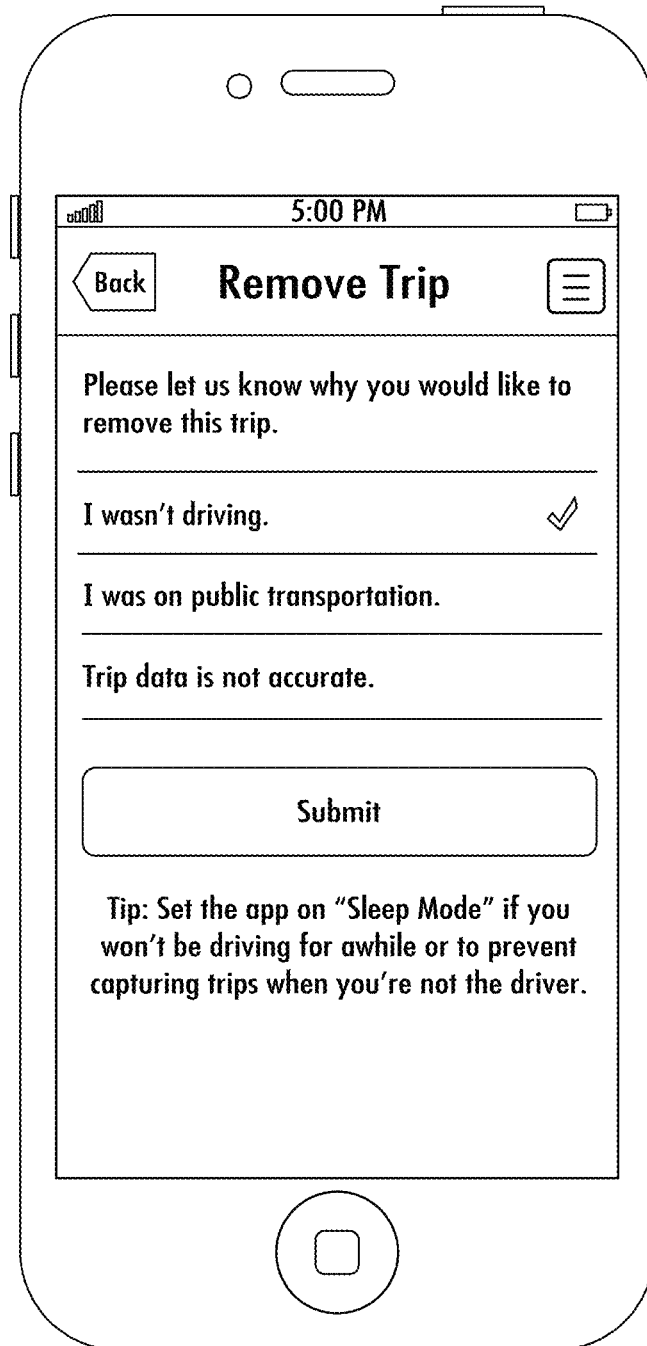 5:00 PM
Back
Remove Trip
Please let us know why you would like to
remove this trip.
I wasn't driving.
I was on public transportation.
Trip data is not accurate.
Submit
Tip: Set the app on “Sleep Mode” if you
won't be driving for awhile or to prevent
capturing trips when you're not the driver.